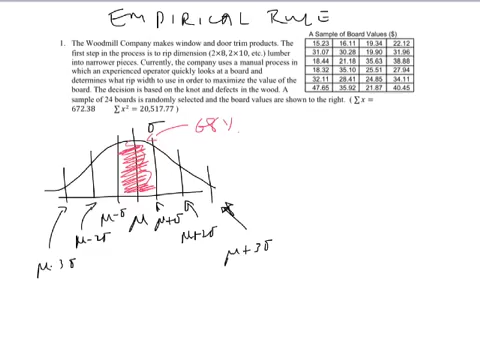 EMPIRICAL RULE
1. The Woodmill Company makes window and door trim products. The
first step in the process is to rip dimension (2×8, 2×10, etc.) lumber
into narrower pieces. Currently, the company uses a manual process in
which an experienced operator quickly looks at a board and
determines what rip width to use in order to maximize the value of the
board. The decision is based on the knot and defects in the wood. A
sample of 24 boards is randomly selected and the board values are shown to the right. ( ∑x =
672.38 ∑x² = 20,517.77 )
A Sample of Board Values ($)
15.23 16.11 19.34 22.12
31.07 30.28 19.90 31.96
18.44 21.18 35.63 38.88
18.32 35.10 25.51 27.94
32.11 28.41 24.85 34.11
47.65 35.92 21.87 40.45
σ
68%
μ-3σ
μ-2σ
μ-σ
μ
μ+σ
μ+2σ
μ+3σ